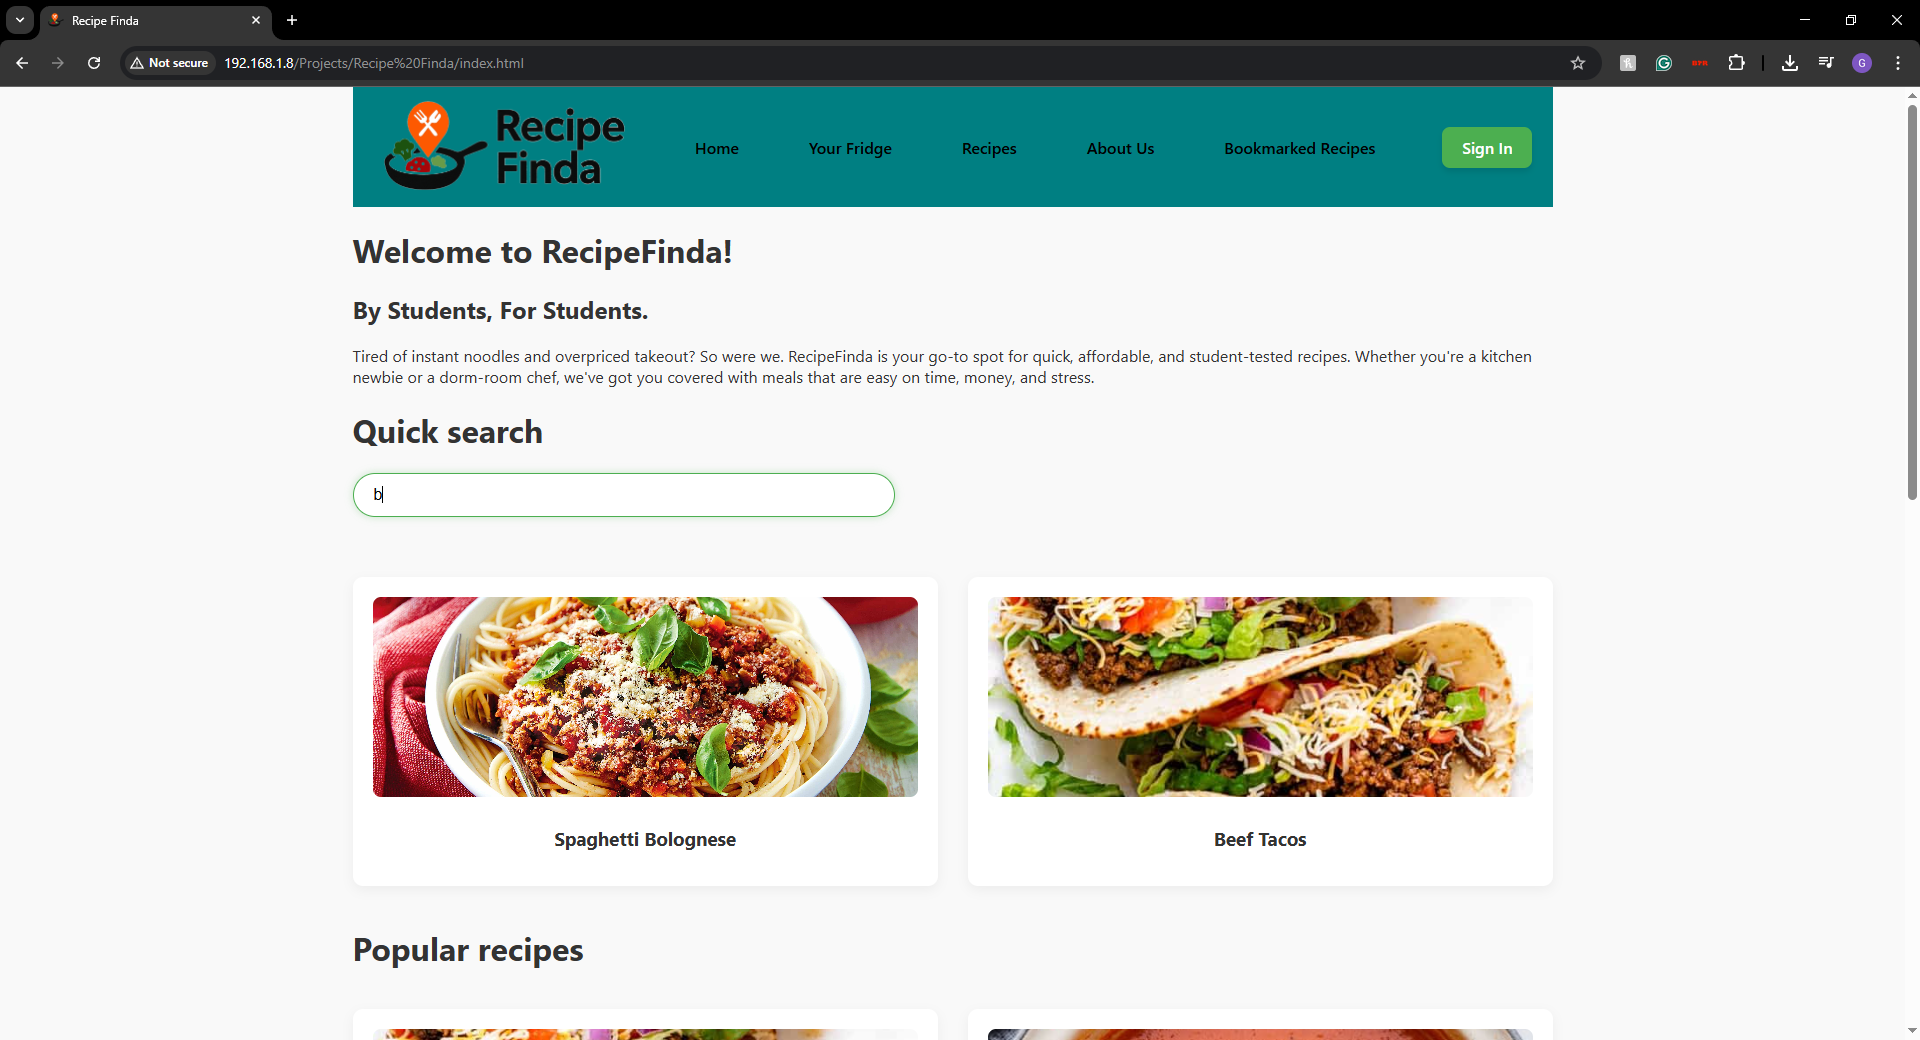 Recipe Finda
Not secure
192.168.1.8/Projects/Recipe%20Finda/index.html
G
Recipe
Finda
Home
Your Fridge
Recipes
About Us
Bookmarked Recipes
Sign In
Welcome to RecipeFinda!
By Students, For Students.
Tired of instant noodles and overpriced takeout? So were we. RecipeFinda is your go-to spot for quick, affordable, and student-tested recipes. Whether you're a kitchen
newbie or a dorm-room chef, we've got you covered with meals that are easy on time, money, and stress.
Quick search
b
Spaghetti Bolognese
Beef Tacos
Popular recipes